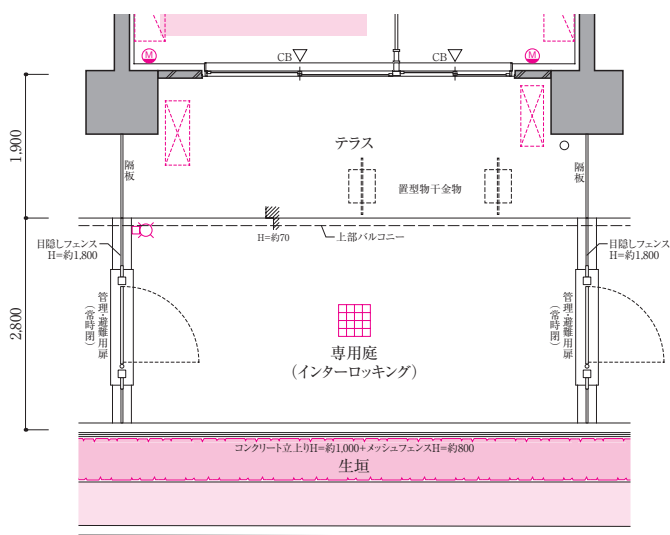 CB
CB
M
M
1,900
隔板
テラス
隔板
置型物干金物
目隠しフェンス
H=約1,800
H=約70
上部バルコニー
目隠しフェンス
H=約1,800
2,800
管理・避難用扉
(常時閉)
専用庭
(インターロッキング)
管理・避難用扉
(常時閉)
コンクリート立上りH=約1,000+メッシュフェンスH=約800
生垣